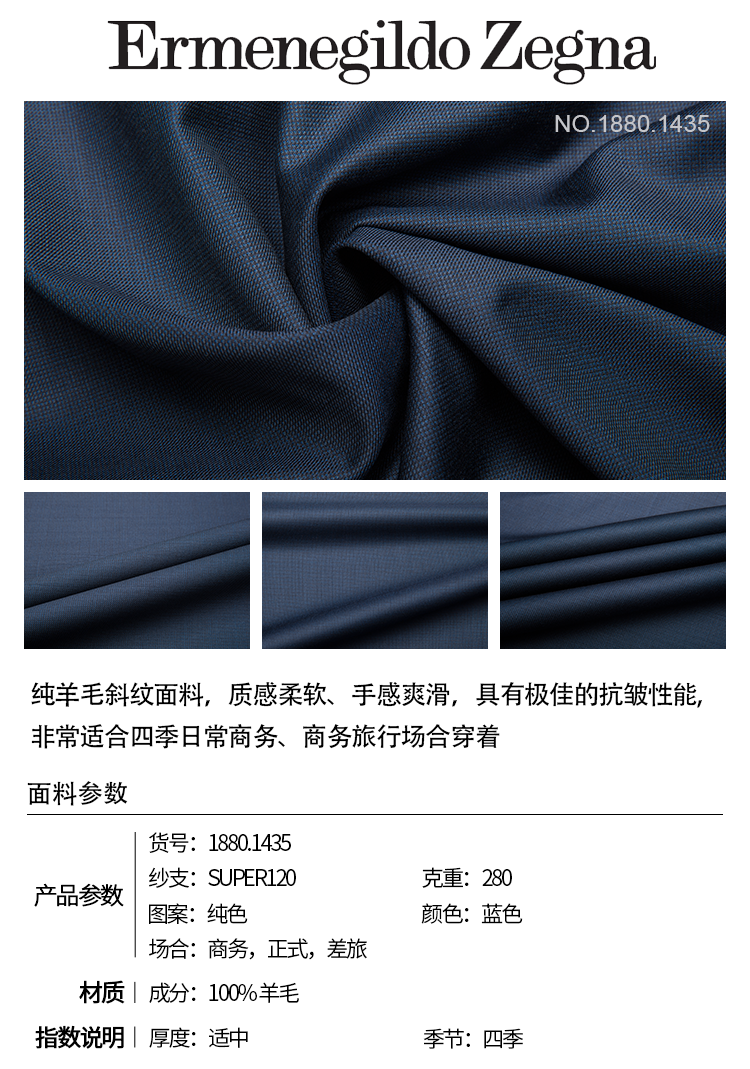 Ermenegildo Zegna
NO.1880.1435
纯羊毛斜纹面料，质感柔软、手感爽滑，具有极佳的抗皱性能，
非常适合四季日常商务、商务旅行场合穿着
面料参数
产品参数
货号：1880.1435
纱支：SUPER120 克重：280
图案：纯色 颜色：蓝色
场合：商务，正式，差旅
材质 成分：100%羊毛
指数说明 厚度：适中 季节：四季